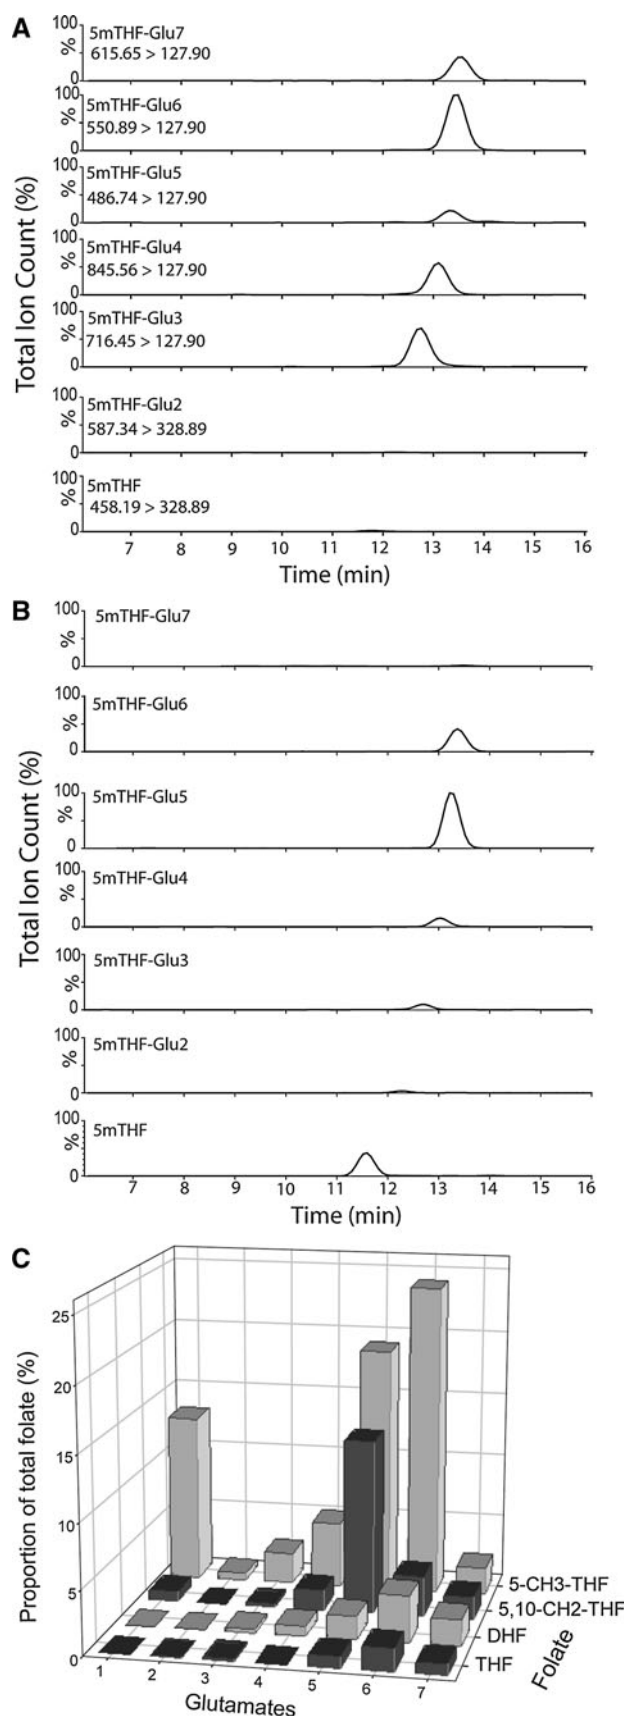 A
Total Ion Count (%)
100
%
0
5mTHF-Glu7
615.65 > 127.90
100
%
0
5mTHF-Glu6
550.89 > 127.90
100
%
0
5mTHF-Glu5
486.74 > 127.90
100
%
0
5mTHF-Glu4
845.56 > 127.90
100
%
0
5mTHF-Glu3
716.45 > 127.90
100
%
0
5mTHF-Glu2
587.34 > 328.89
100
%
0
5mTHF
458.19 > 328.89
7 8 9 10 11 12 13 14 15 16
Time (min)
B
Total Ion Count (%)
100
%
0
5mTHF-Glu7
100
%
0
5mTHF-Glu6
100
%
0
5mTHF-Glu5
100
%
0
5mTHF-Glu4
100
%
0
5mTHF-Glu3
100
%
0
5mTHF-Glu2
100
%
0
5mTHF
7 8 9 10 11 12 13 14 15 16
Time (min)
C
Proportion of total folate (%)
25
20
15
10
5
0
1 2 3 4 5 6 7
Glutamates
5-CH3-THF
5,10-CH2-THF
DHF
THF
Folate